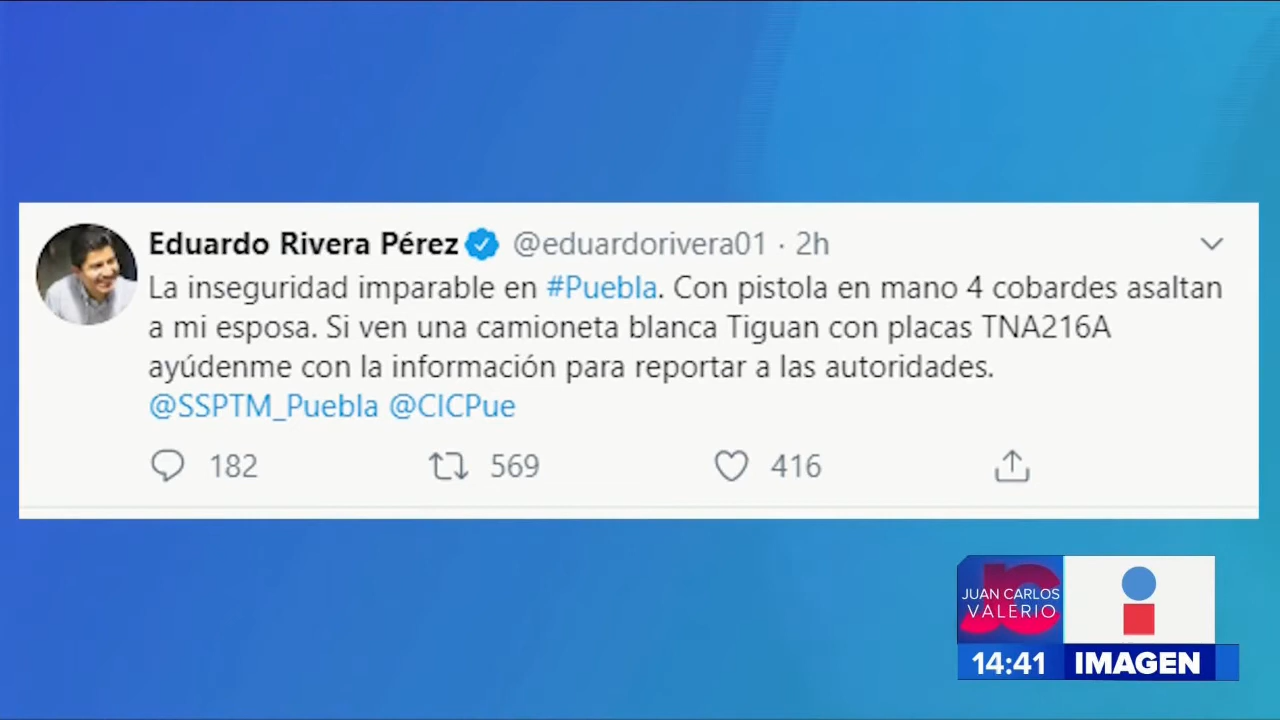 Eduardo Rivera Pérez @eduardorivera01 · 2h
La inseguridad imparable en #Puebla. Con pistola en mano 4 cobardes asaltan
a mi esposa. Si ven una camioneta blanca Tiguan con placas TNA216A
ayúdenme con la información para reportar a las autoridades.
@SSPTM_Puebla @CICPue
182 569 416
JUAN CARLOS
VALERIO
14:41 IMAGEN